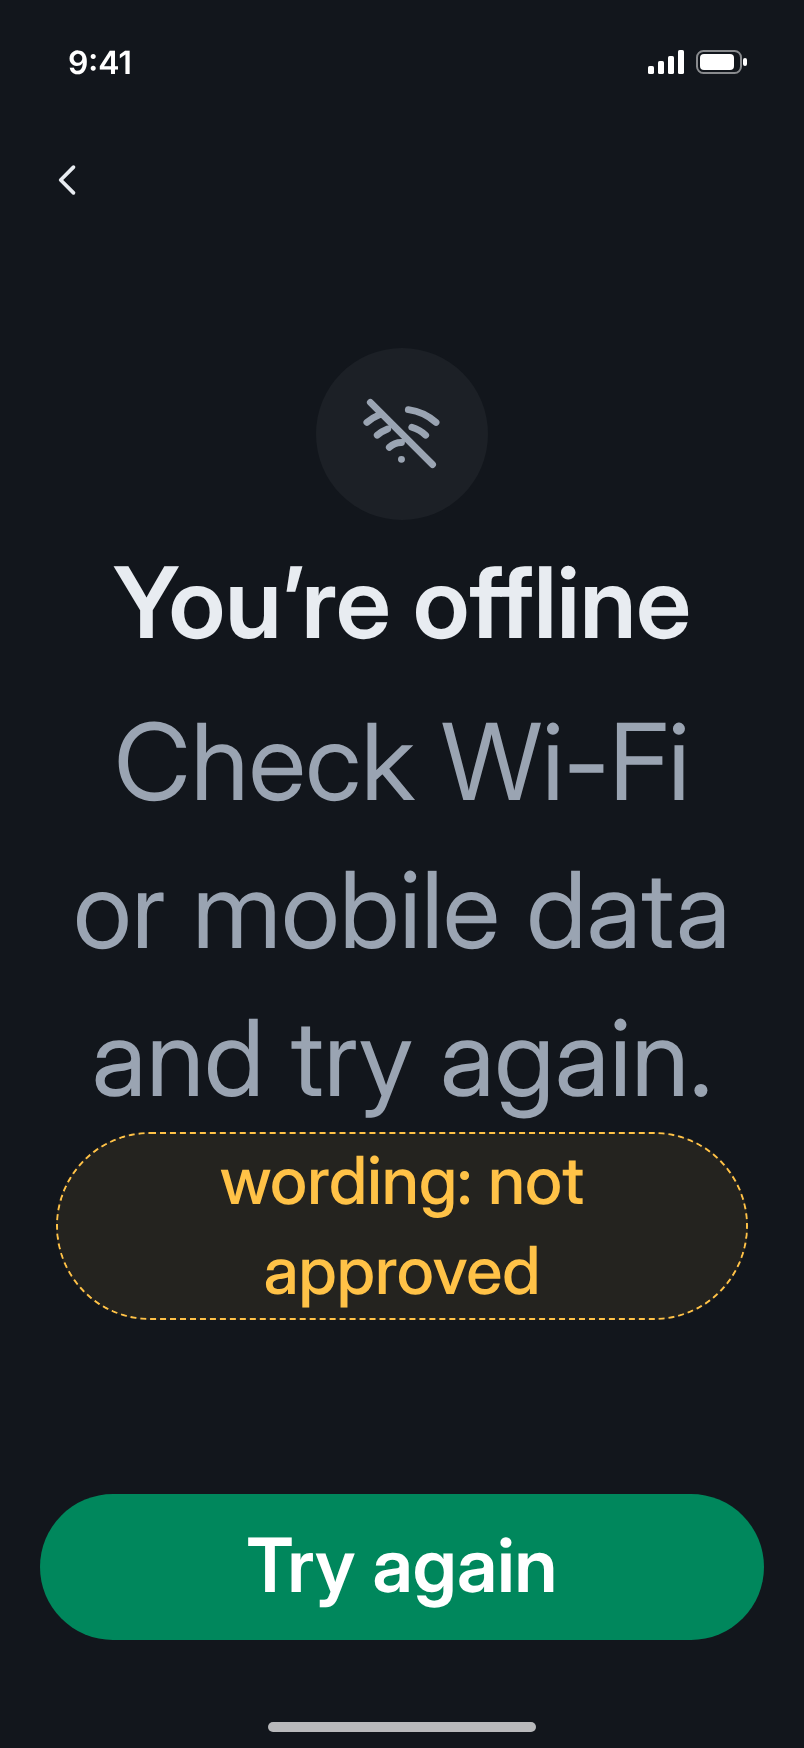 9:41
You’re offline
Check Wi-Fi
or mobile data
and try again.
wording: not
approved
Try again